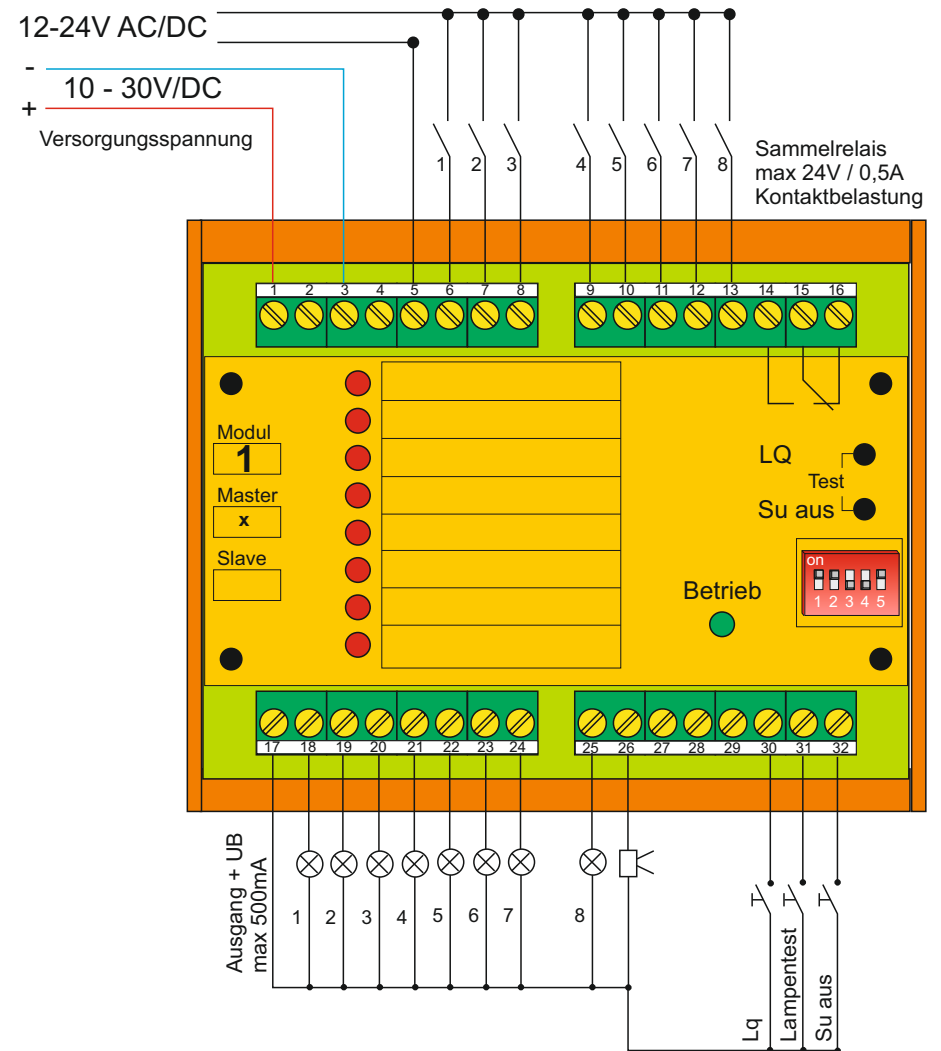 12-24V AC/DC
-
10 - 30V/DC
+
Versorgungsspannung
1 2 3 4 5 6 7 8
Sammelrelais
max 24V / 0,5A
Kontaktbelastung
1 2 3 4 5 6 7 8 9 10 11 12 13 14 15 16
Modul
1
Master
x
Slave
LQ
Test
Su aus
on
1 2 3 4 5
Betrieb
17 18 19 20 21 22 23 24 25 26 27 28 29 30 31 32
Ausgang + UB
max 500mA
1 2 3 4 5 6 7 8
Lq
Lampentest
Su aus